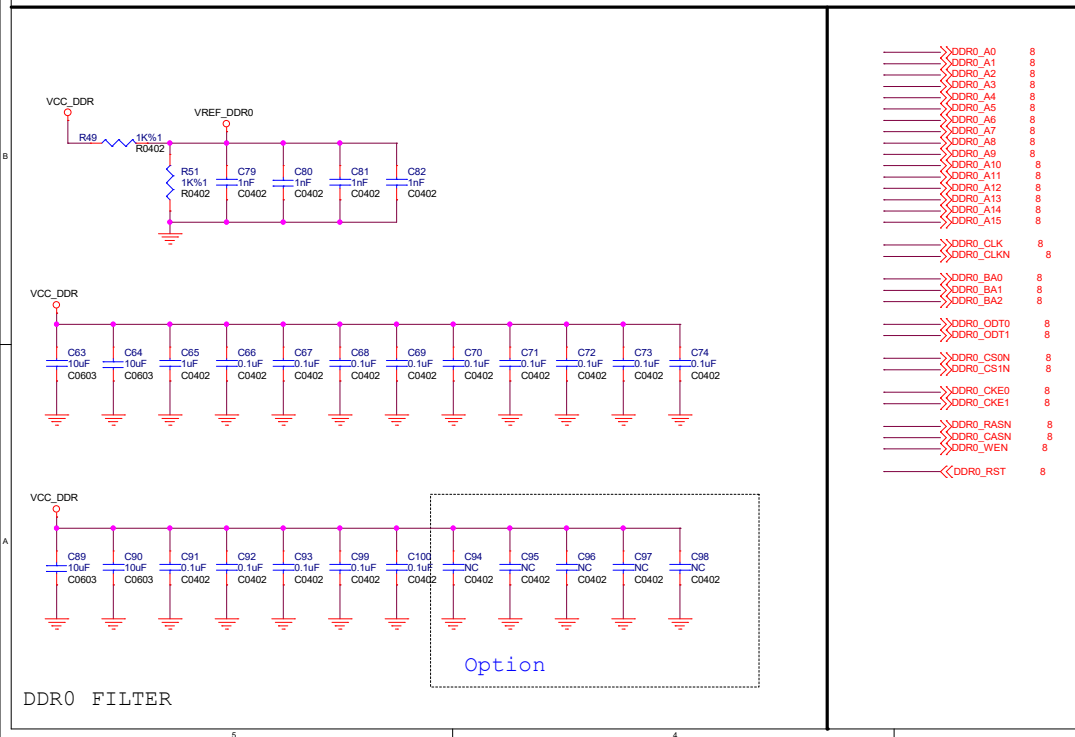 VCC_DDR
VREF_DDR0
R49 1K%1
R0402
R51 C79 C80 C81 C82
1K%1 1nF 1nF 1nF 1nF
R0402 C0402 C0402 C0402 C0402
B
VCC_DDR
C63 C64 C65 C66 C67 C68 C69 C70 C71 C72 C73 C74
10uF 10uF 1uF 0.1uF 0.1uF 0.1uF 0.1uF 0.1uF 0.1uF 0.1uF 0.1uF 0.1uF
C0603 C0603 C0402 C0402 C0402 C0402 C0402 C0402 C0402 C0402 C0402 C0402
VCC_DDR
A
C89 C90 C91 C92 C93 C99 C100 C94 C95 C96 C97 C98
10uF 10uF 0.1uF 0.1uF 0.1uF 0.1uF 0.1uF NC NC NC NC NC
C0603 C0603 C0402 C0402 C0402 C0402 C0402 C0402 C0402 C0402 C0402 C0402
Option
DDR0 FILTER
5 4
DDR0_A0 8
DDR0_A1 8
DDR0_A2 8
DDR0_A3 8
DDR0_A4 8
DDR0_A5 8
DDR0_A6 8
DDR0_A7 8
DDR0_A8 8
DDR0_A9 8
DDR0_A10 8
DDR0_A11 8
DDR0_A12 8
DDR0_A13 8
DDR0_A14 8
DDR0_A15 8
DDR0_CLK 8
DDR0_CLKN 8
DDR0_BA0 8
DDR0_BA1 8
DDR0_BA2 8
DDR0_ODT0 8
DDR0_ODT1 8
DDR0_CS0N 8
DDR0_CS1N 8
DDR0_CKE0 8
DDR0_CKE1 8
DDR0_RASN 8
DDR0_CASN 8
DDR0_WEN 8
DDR0_RST 8